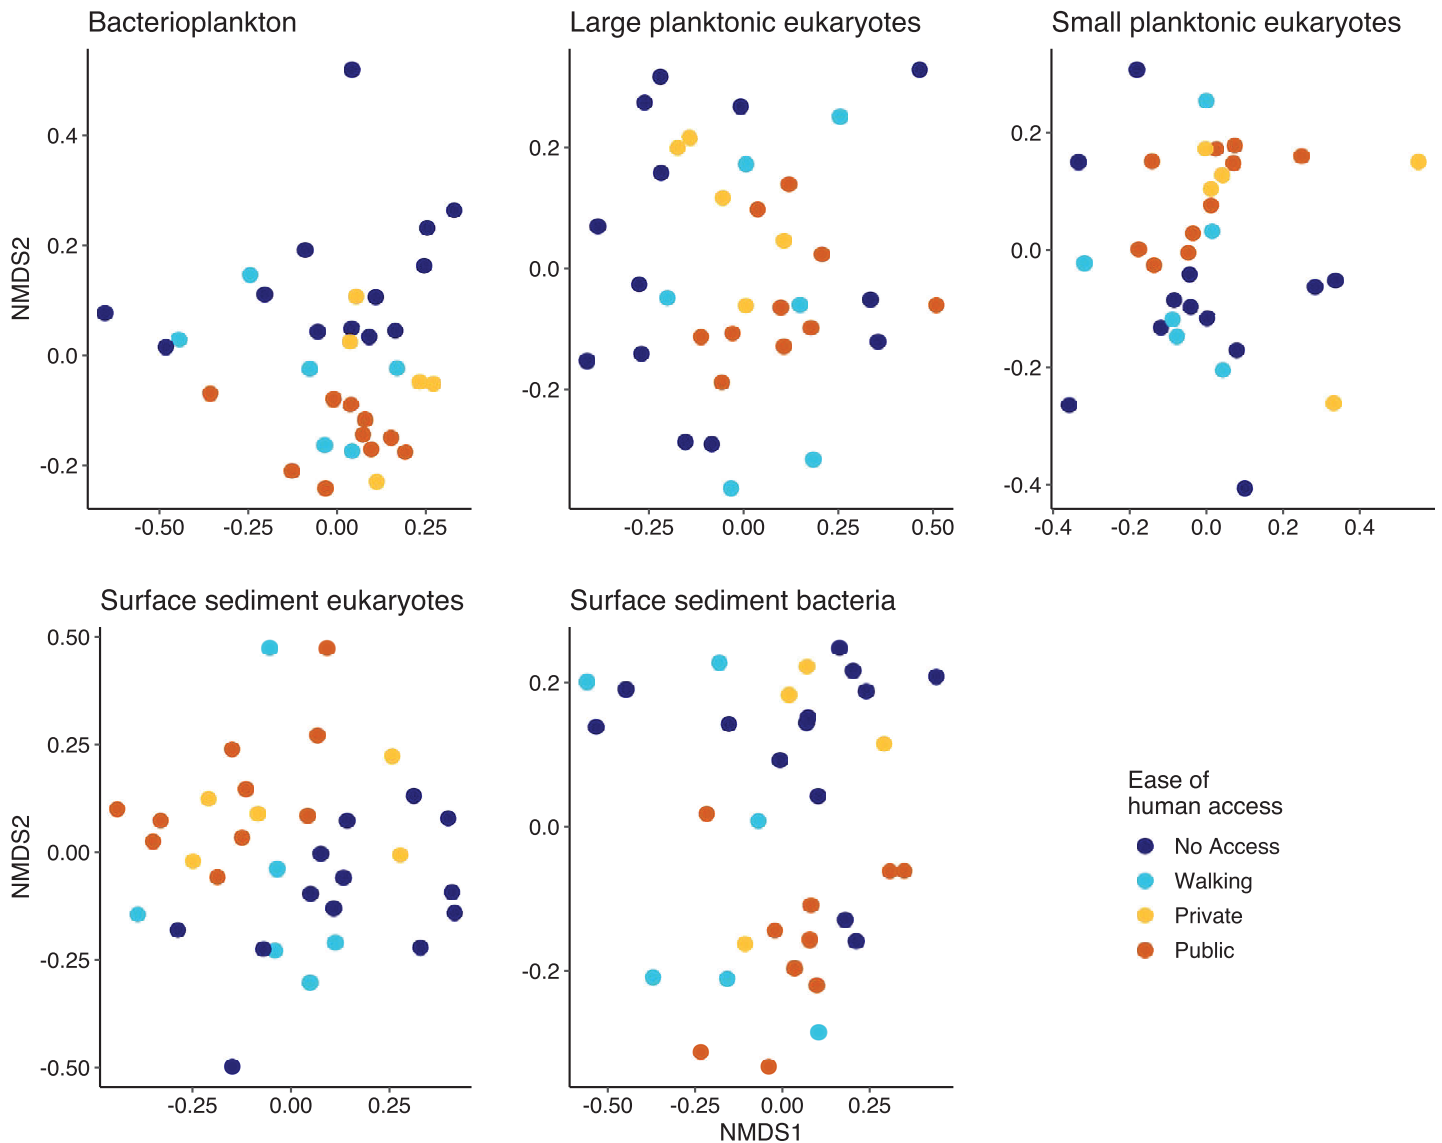 Bacterioplankton
Large planktonic eukaryotes
Small planktonic eukaryotes
NMDS2
0.4
0.2
0.0
-0.2
-0.50
-0.25
0.00
0.25
0.2
0.0
-0.2
-0.25
0.00
0.25
0.50
0.2
0.0
-0.2
-0.4
-0.4
-0.2
0.0
0.2
0.4
Surface sediment eukaryotes
Surface sediment bacteria
NMDS2
0.50
0.25
0.00
-0.25
-0.50
-0.25
0.00
0.25
0.2
0.0
-0.2
-0.50
-0.25
0.00
0.25
NMDS1
Ease of
human access
No Access
Walking
Private
Public